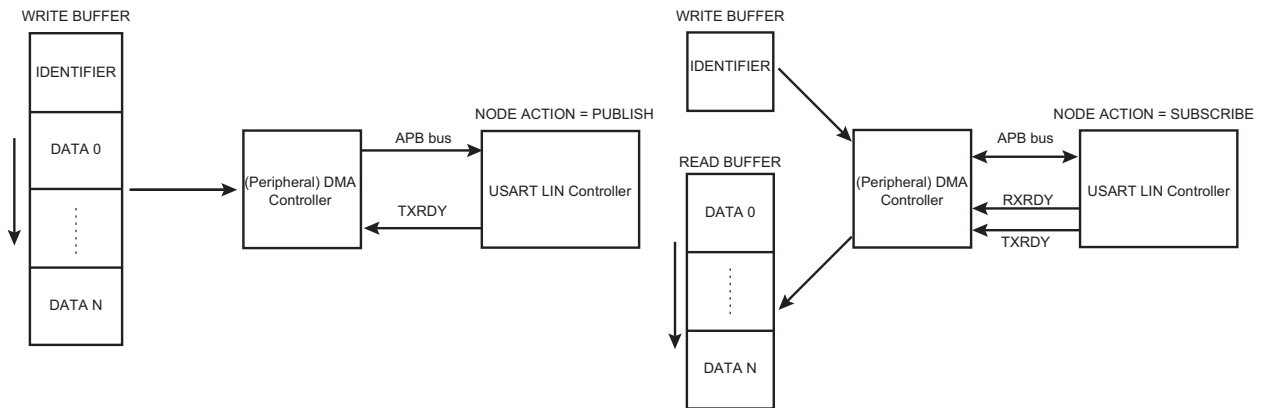 WRITE BUFFER
IDENTIFIER
DATA 0
DATA N
(Peripheral) DMA
Controller
APB bus
TXRDY
NODE ACTION = PUBLISH
USART LIN Controller
WRITE BUFFER
IDENTIFIER
READ BUFFER
DATA 0
DATA N
(Peripheral) DMA
Controller
APB bus
RXRDY
TXRDY
NODE ACTION = SUBSCRIBE
USART LIN Controller